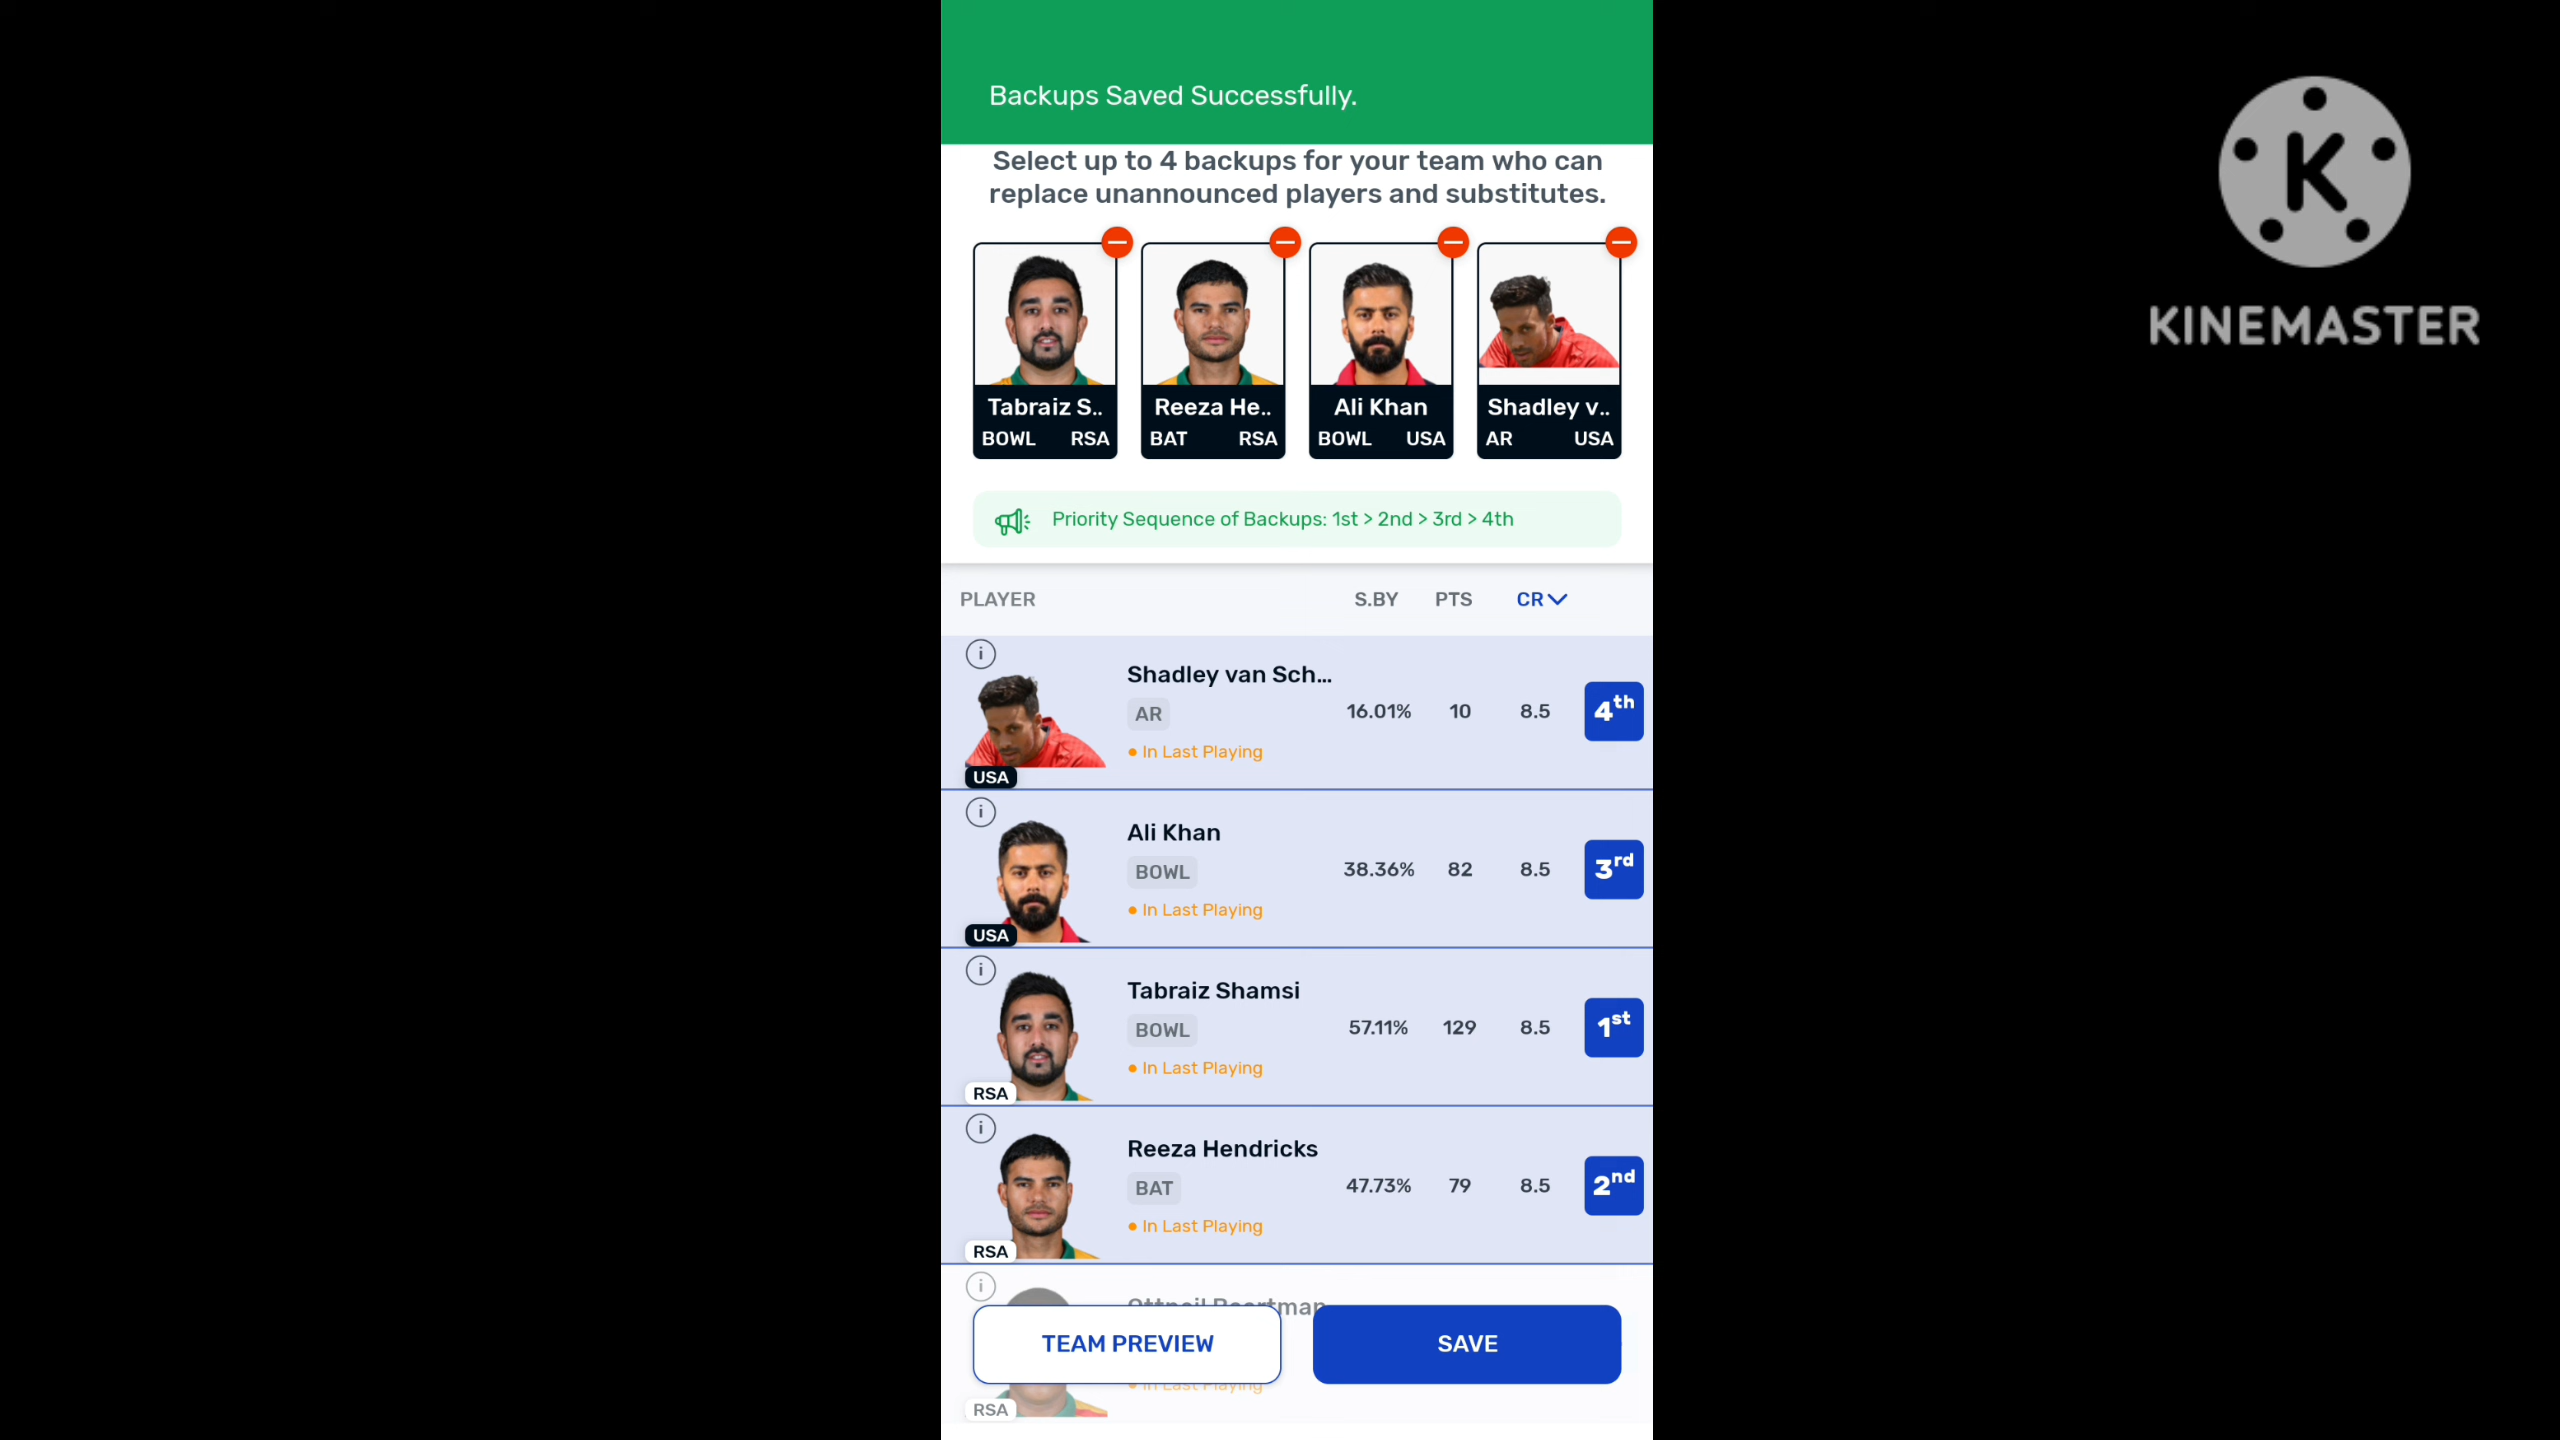 Backups Saved Successfully.
Select up to 4 backups for your team who can
replace unannounced players and substitutes.
Tabraiz S.. Reeza He.. Ali Khan Shadley v..
BOWL RSA BAT RSA BOWL USA AR USA
Priority Sequence of Backups: 1st > 2nd > 3rd > 4th
PLAYER S.BY PTS CR
Shadley van Sch...
AR 16.01% 10 8.5 4th
In Last Playing
USA
Ali Khan
BOWL 38.36% 82 8.5 3rd
In Last Playing
USA
Tabraiz Shamsi
BOWL 57.11% 129 8.5 1st
In Last Playing
RSA
Reeza Hendricks
BAT 47.73% 79 8.5 2nd
In Last Playing
RSA
TEAM PREVIEW SAVE
In Last Playing
RSA
K
KINEMASTER